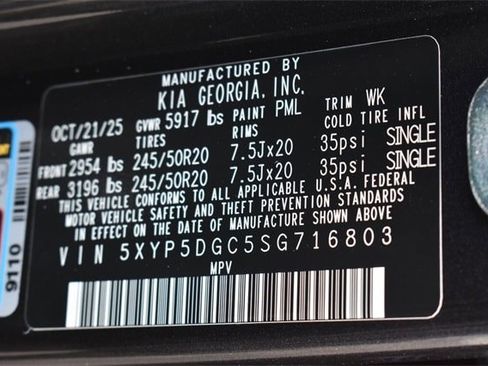 MANUFACTURED BY
KIA GEORGIA, INC.
OCT/21/25 GVWR 5917 lbs PAINT PML TRIM WK
GAWR TIRES RIMS COLD TIRE INFL
FRONT 2954 lbs 245/50R20 7.5Jx20 35psi SINGLE
REAR 3196 lbs 245/50R20 7.5Jx20 35psi SINGLE
THIS VEHICLE CONFORMS TO ALL APPLICABLE U.S.A. FEDERAL
MOTOR VEHICLE SAFETY AND THEFT PREVENTION STANDARDS
IN EFFECT ON THE DATE OF MANUFACTURE SHOWN ABOVE
VIN 5XYP5DGC5SG716803
MPV
9110